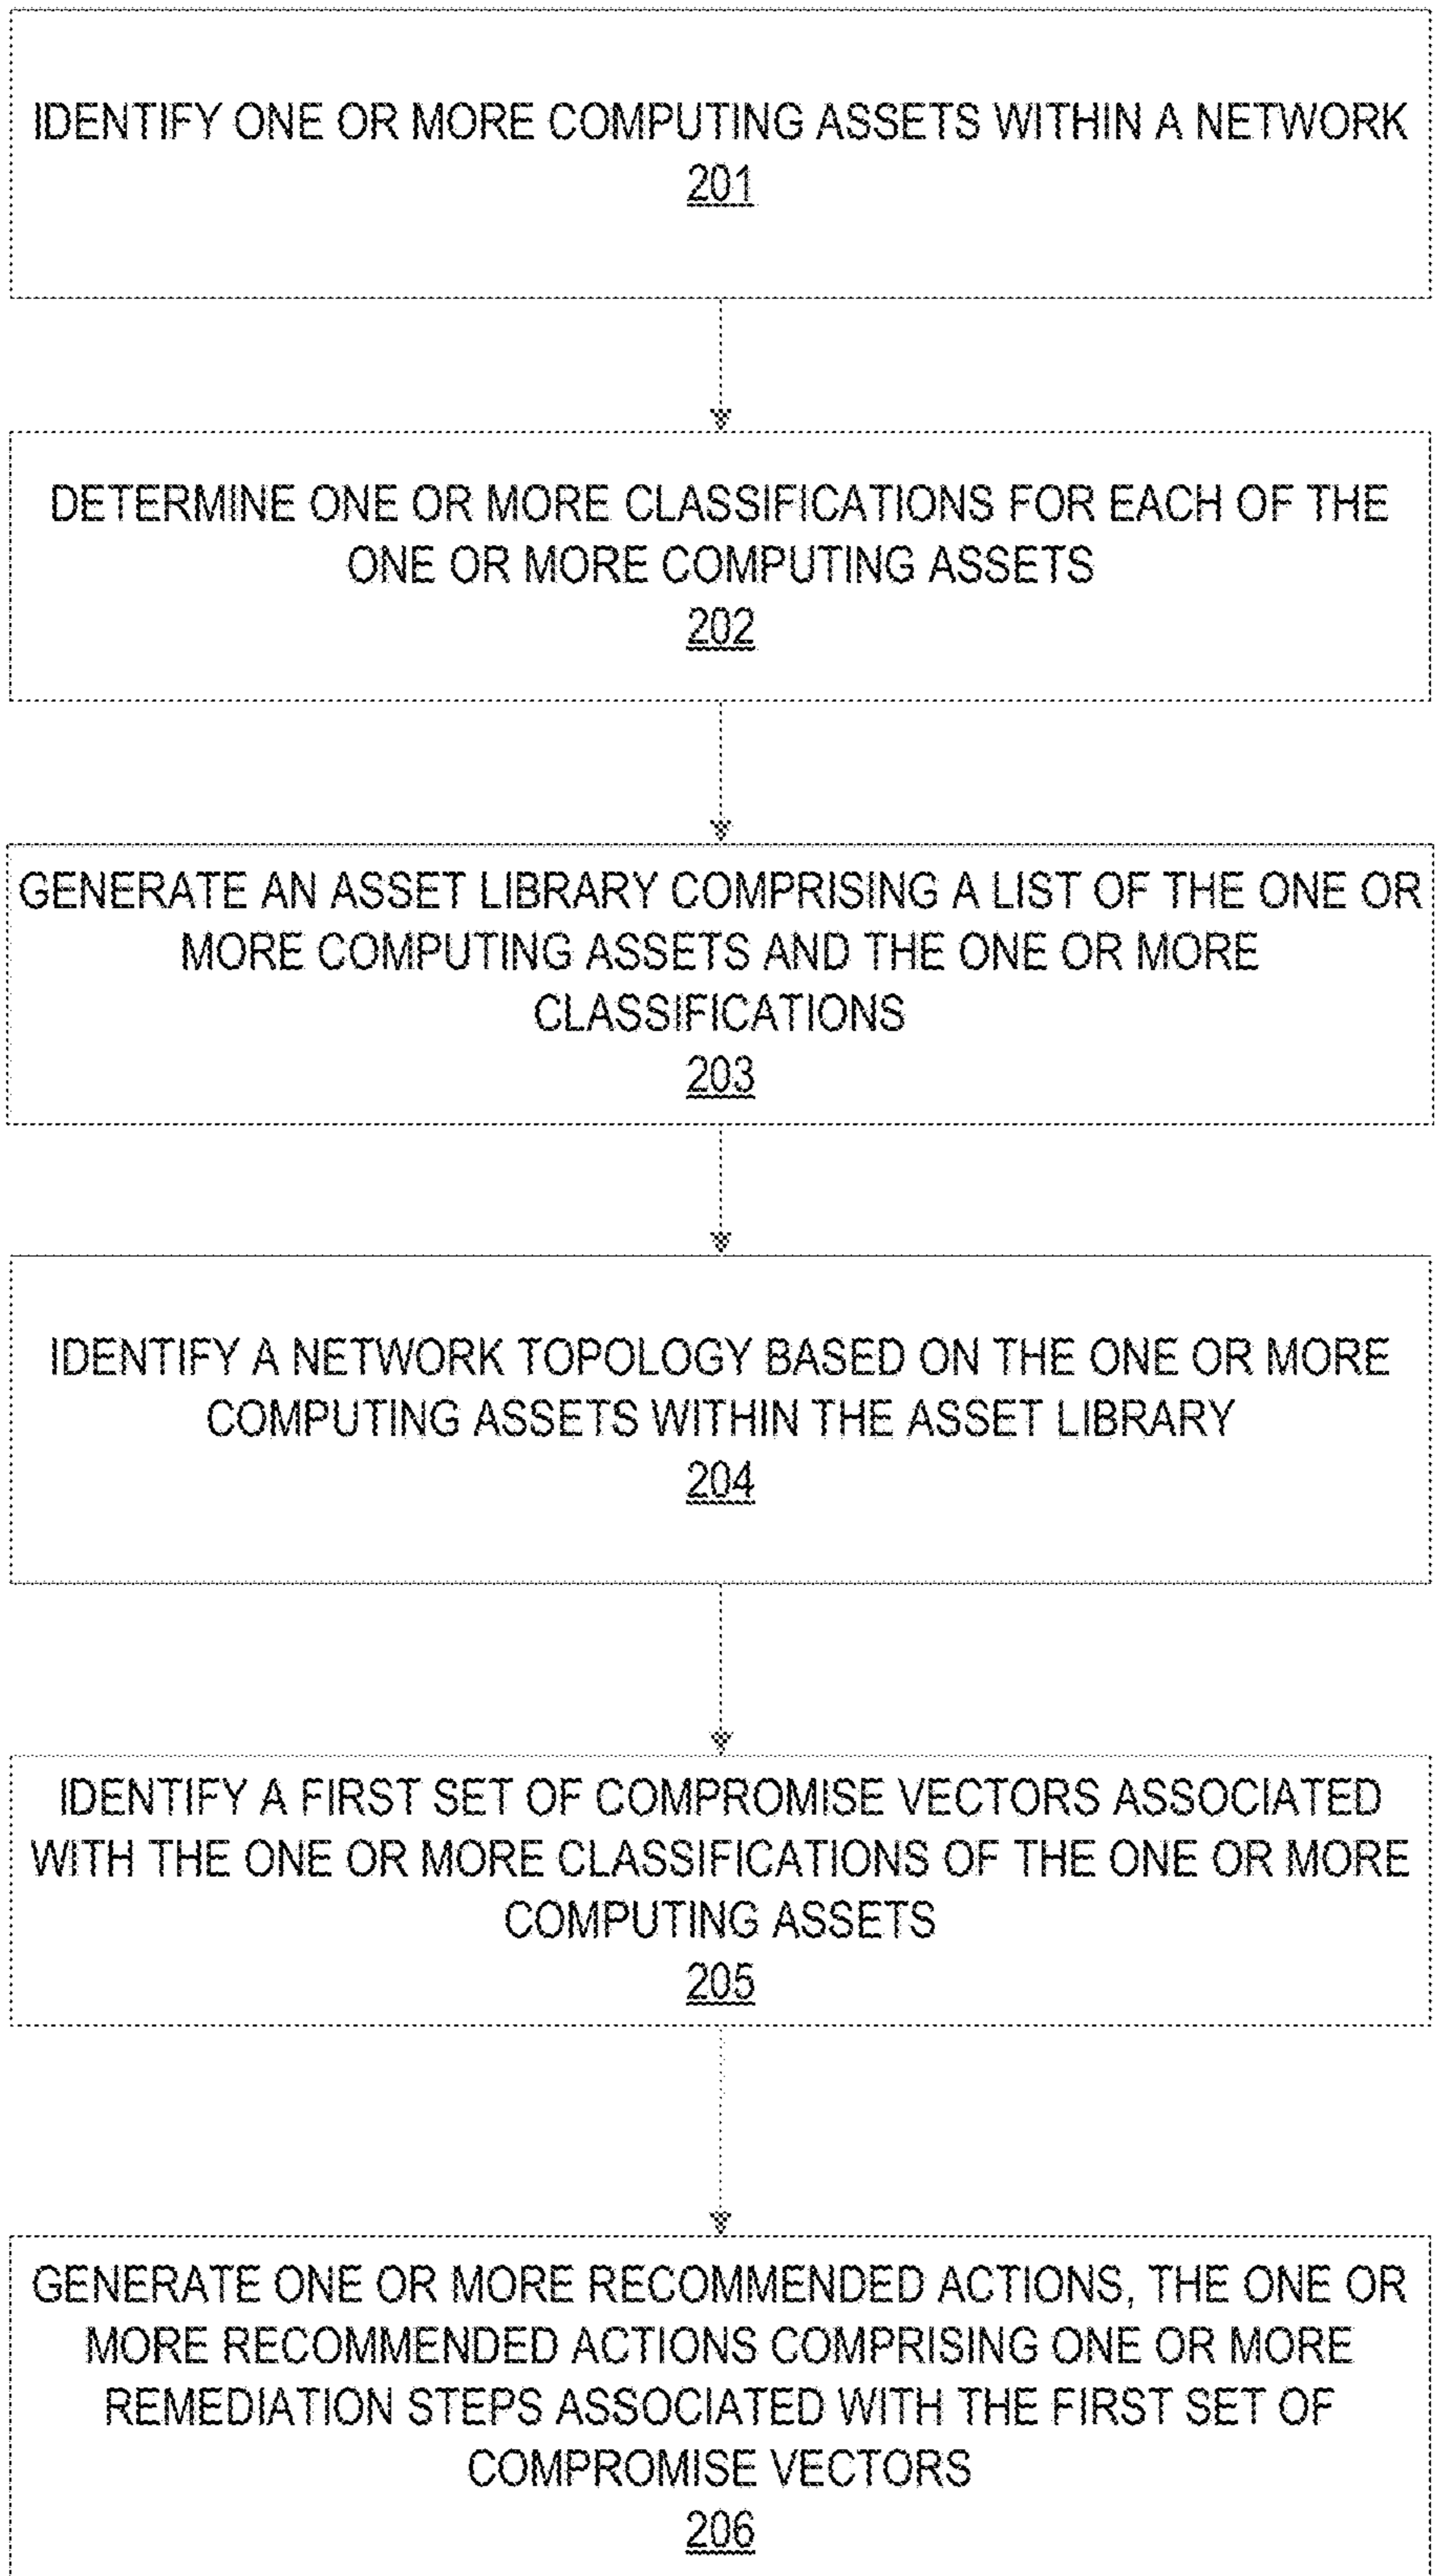 IDENTIFY ONE OR MORE COMPUTING ASSETS WITHIN A NETWORK
201
DETERMINE ONE OR MORE CLASSIFICATIONS FOR EACH OF THE
ONE OR MORE COMPUTING ASSETS
202
GENERATE AN ASSET LIBRARY COMPRISING A LIST OF THE ONE OR
MORE COMPUTING ASSETS AND THE ONE OR MORE
CLASSIFICATIONS
203
IDENTIFY A NETWORK TOPOLOGY BASED ON THE ONE OR MORE
COMPUTING ASSETS WITHIN THE ASSET LIBRARY
204
IDENTIFY A FIRST SET OF COMPROMISE VECTORS ASSOCIATED
WITH THE ONE OR MORE CLASSIFICATIONS OF THE ONE OR MORE
COMPUTING ASSETS
205
GENERATE ONE OR MORE RECOMMENDED ACTIONS, THE ONE OR
MORE RECOMMENDED ACTIONS COMPRISING ONE OR MORE
REMEDIATION STEPS ASSOCIATED WITH THE FIRST SET OF
COMPROMISE VECTORS
206